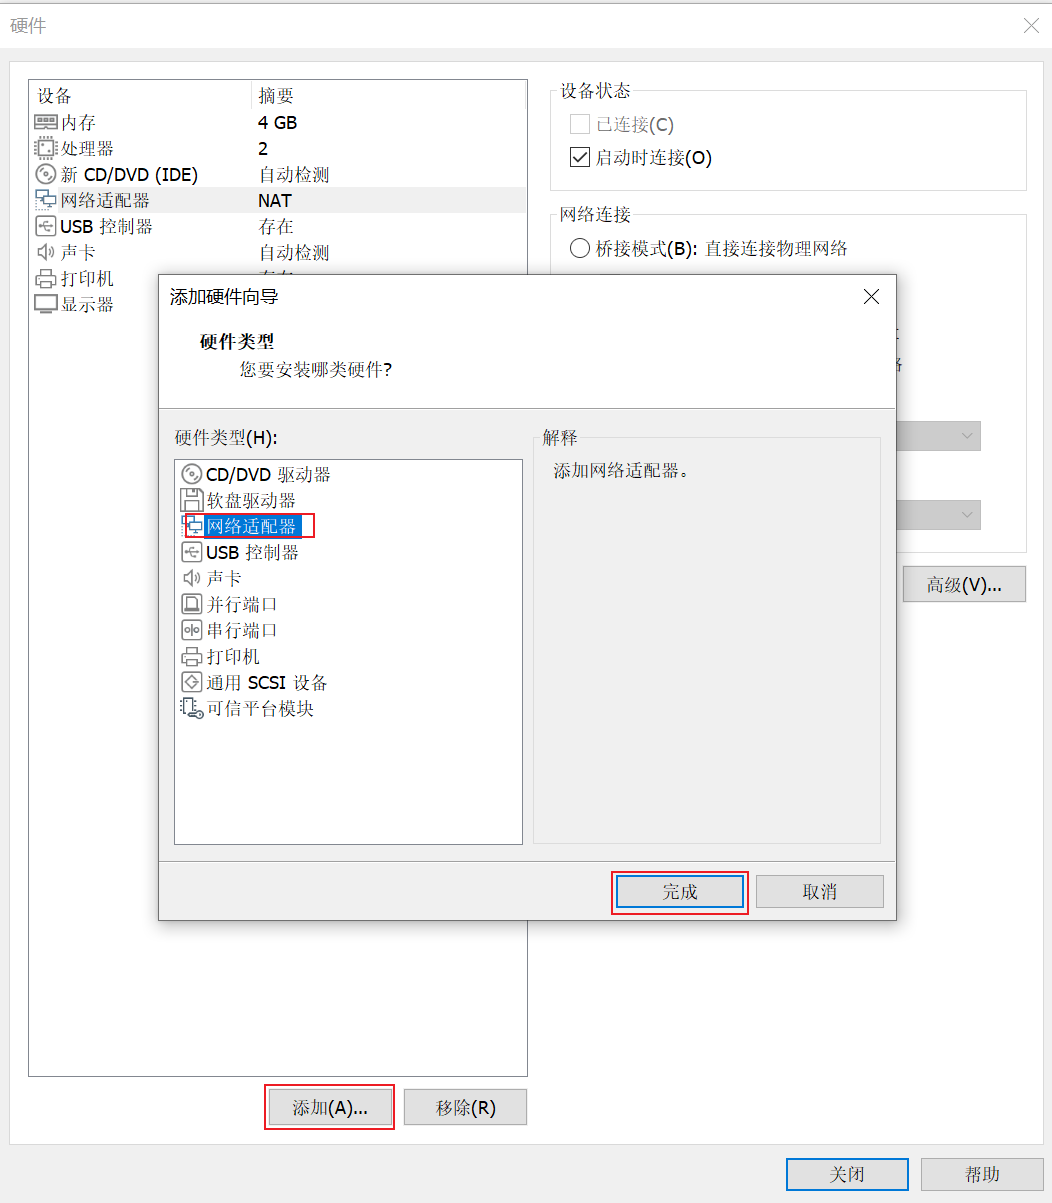 硬件
设备 摘要
内存 4 GB
处理器 2
新 CD/DVD (IDE) 自动检测
网络适配器 NAT
USB 控制器 存在
声卡 自动检测
打印机
显示器
设备状态
已连接(C)
启动时连接(O)
网络连接
桥接模式(B): 直接连接物理网络
高级(V)...
添加硬件向导
硬件类型
您要安装哪类硬件?
硬件类型(H):
CD/DVD 驱动器
软盘驱动器
网络适配器
USB 控制器
声卡
并行端口
串行端口
打印机
通用 SCSI 设备
可信平台模块
解释
添加网络适配器。
完成 取消
添加(A)... 移除(R)
关闭 帮助